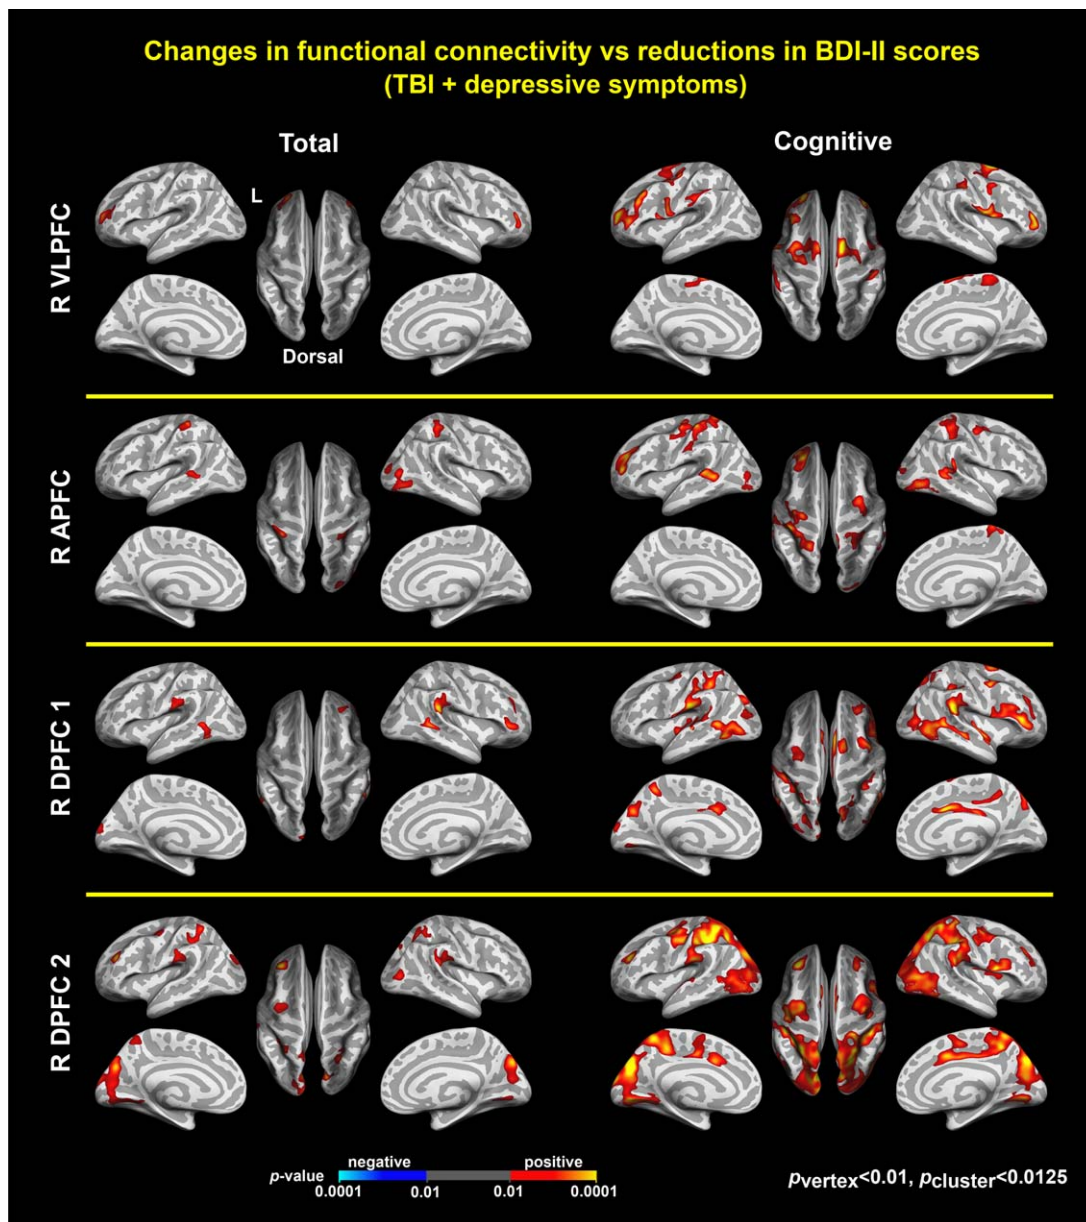 Changes in functional connectivity vs reductions in BDI-II scores
(TBI + depressive symptoms)
Total
Cognitive
R VLPFC
L
Dorsal
R APFC
R DPFC 1
R DPFC 2
negative
positive
p-value
0.0001
0.01
0.01
0.0001
pvertex<0.01, pcluster<0.0125